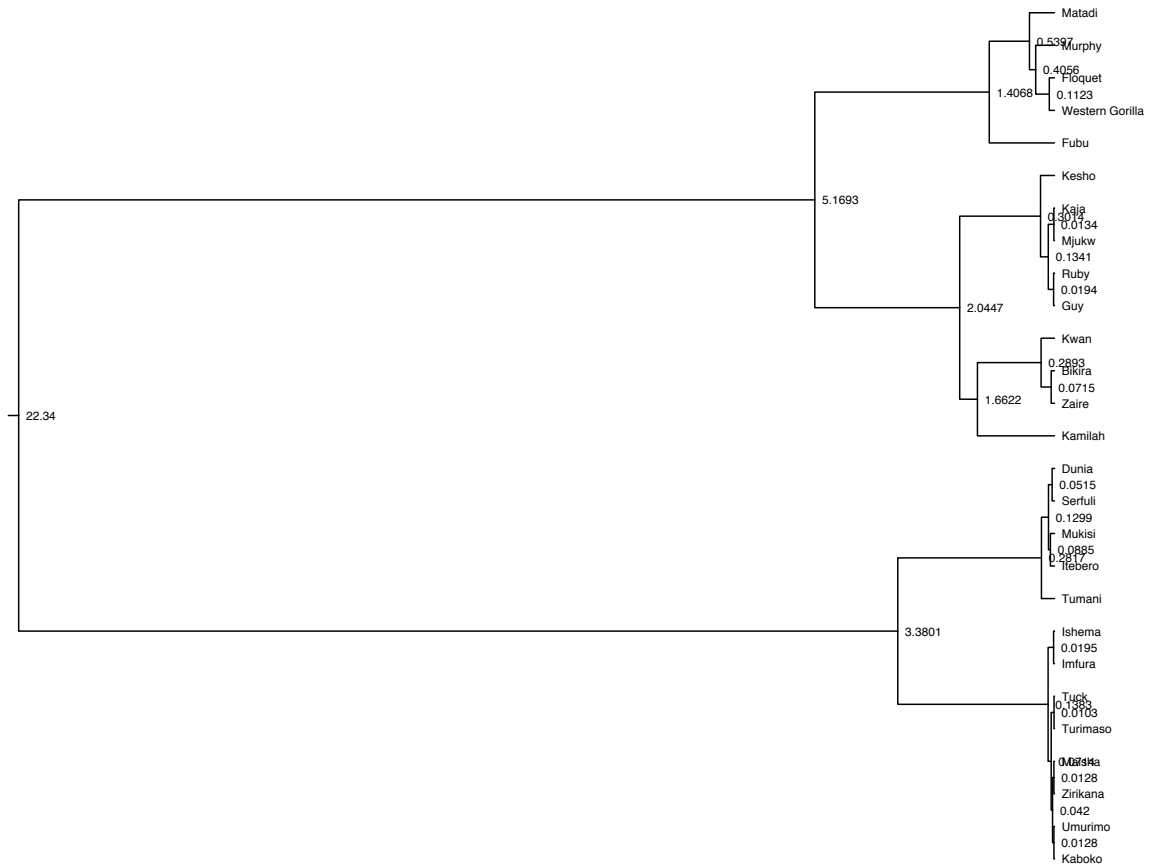 Matadi
0.5397
Murphy
0.4056
Floquet
0.1123
1.4068
Western Gorilla
Fubu
Kesho
5.1693
Kaja
0.3014
0.0134
Mjukw
0.1341
Ruby
0.0194
Guy
2.0447
Kwan
0.2893
Bikira
0.0715
1.6622
Zaire
22.34
Kamilah
Dunia
0.0515
Serfuli
0.1299
Mukisi
0.0885
0.2817
Itebero
Tumani
3.3801
Ishema
0.0195
Imfura
Tuck
0.1383
0.0103
Turimaso
Maisha
0.0128
Zirikana
0.042
Umurimo
0.0128
Kaboko